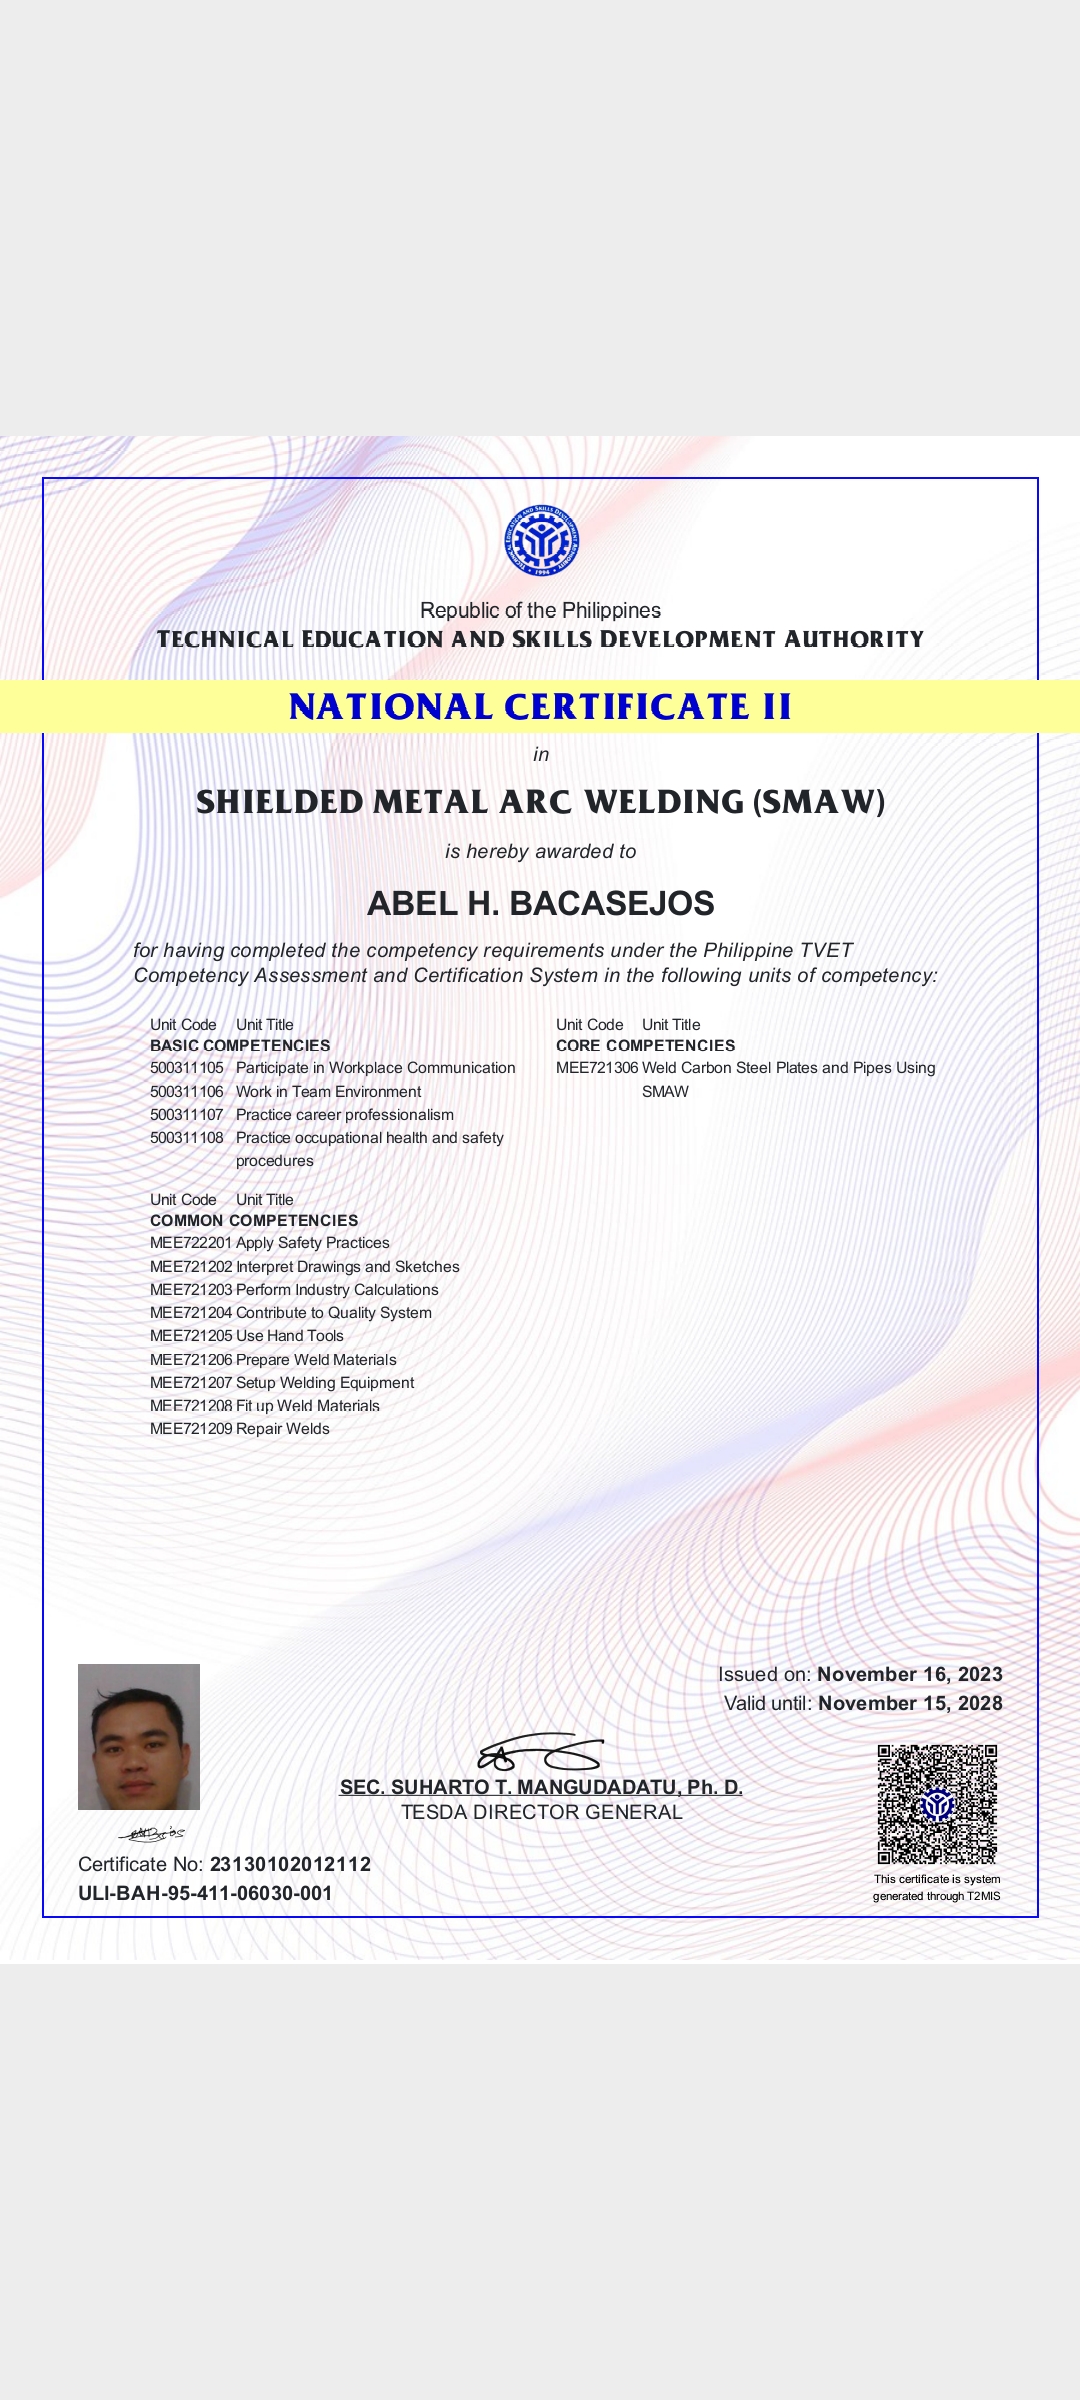 TECHNICAL EDUCATION AND SKILLS DEVELOPMENT AUTHORITY
1994
Republic of the Philippines
TECHNICAL EDUCATION AND SKILLS DEVELOPMENT AUTHORITY
NATIONAL CERTIFICATE II
in
SHIELDED METAL ARC WELDING (SMAW)
is hereby awarded to
ABEL H. BACASEJOS
for having completed the competency requirements under the Philippine TVET
Competency Assessment and Certification System in the following units of competency:
Unit Code Unit Title
BASIC COMPETENCIES
500311105 Participate in Workplace Communication
500311106 Work in Team Environment
500311107 Practice career professionalism
500311108 Practice occupational health and safety
procedures
Unit Code Unit Title
COMMON COMPETENCIES
MEE722201 Apply Safety Practices
MEE721202 Interpret Drawings and Sketches
MEE721203 Perform Industry Calculations
MEE721204 Contribute to Quality System
MEE721205 Use Hand Tools
MEE721206 Prepare Weld Materials
MEE721207 Setup Welding Equipment
MEE721208 Fit up Weld Materials
MEE721209 Repair Welds
Unit Code Unit Title
CORE COMPETENCIES
MEE721306 Weld Carbon Steel Plates and Pipes Using
SMAW
Issued on: November 16, 2023
Valid until: November 15, 2028
SEC. SUHARTO T. MANGUDADATU, Ph. D.
TESDA DIRECTOR GENERAL
Certificate No: 23130102012112
ULI-BAH-95-411-06030-001
This certificate is system
generated through T2MIS